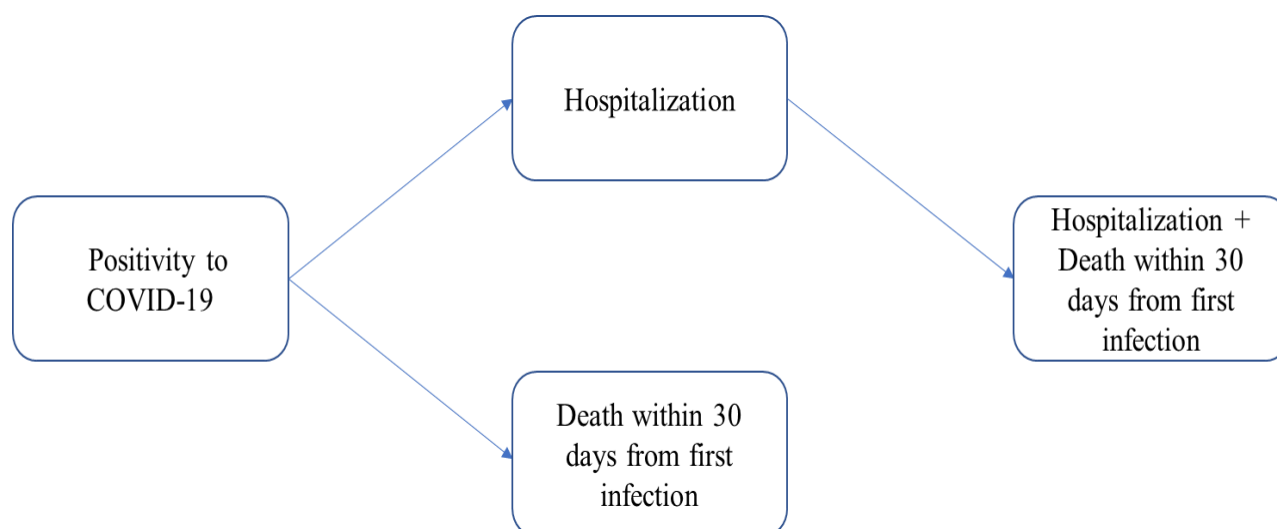 Hospitalization
Positivity to
COVID-19
Hospitalization +
Death within 30
days from first
infection
Death within 30
days from first
infection